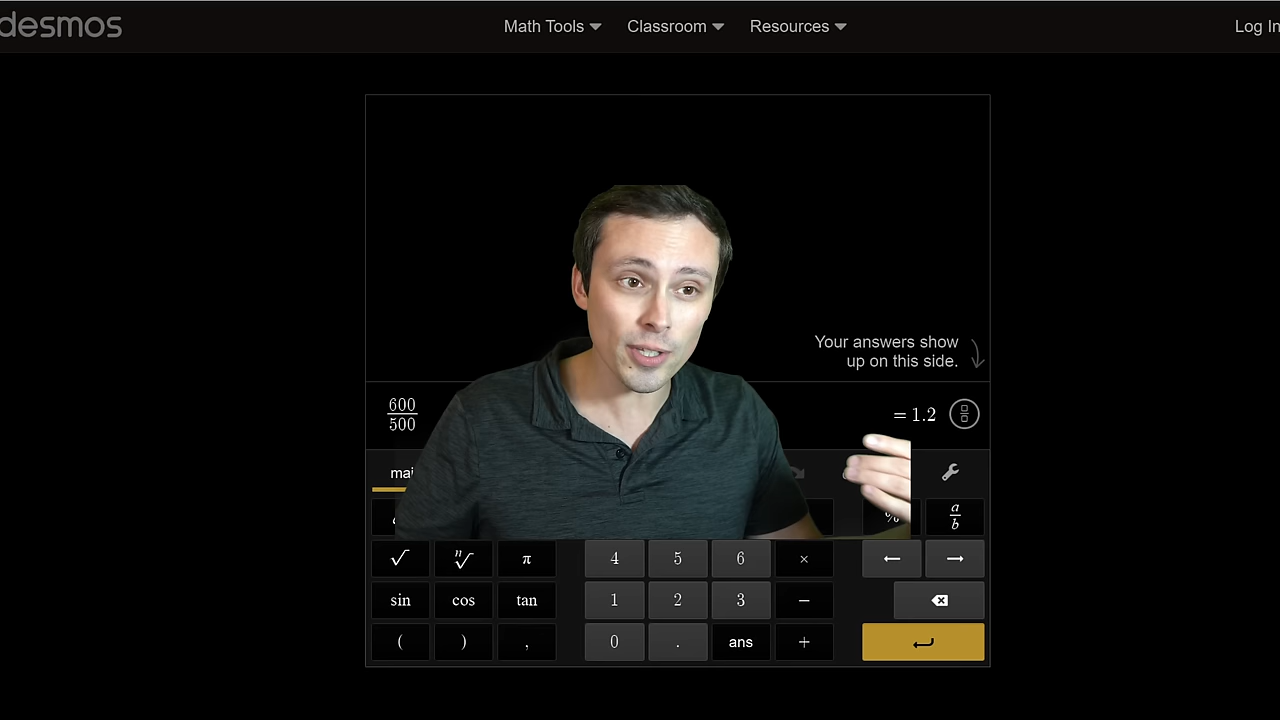 desmos
Math Tools Classroom Resources Log In
Your answers show
up on this side.
600
500
= 1.2
mai
%
a
b
√ n√ π 4 5 6 × ← →
sin cos tan 1 2 3 −
( ) , 0 . ans +